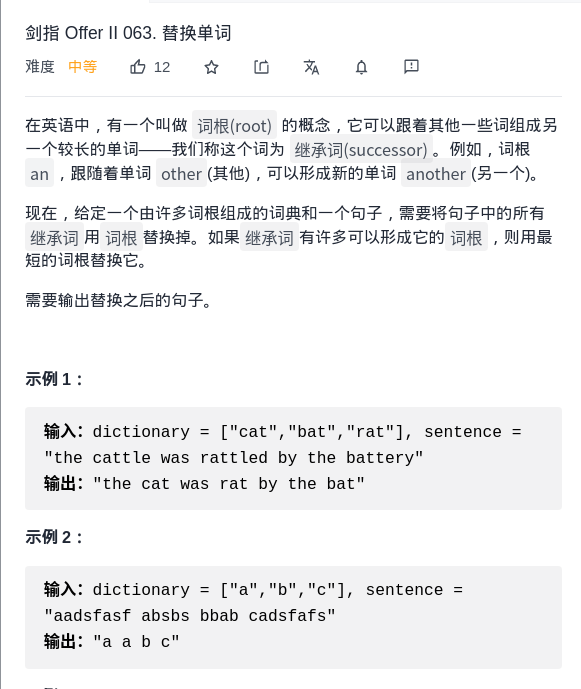 剑指 Offer II 063. 替换单词
难度 中等 12
在英语中，有一个叫做 词根(root) 的概念，它可以跟着其他一些词组成另
一个较长的单词——我们称这个词为 继承词(successor) 。例如，词根
an ，跟随着单词 other (其他)，可以形成新的单词 another (另一个)。
现在，给定一个由许多词根组成的词典和一个句子，需要将句子中的所有
继承词 用 词根 替换掉。如果 继承词 有许多可以形成它的 词根 ，则用最
短的词根替换它。
需要输出替换之后的句子。
示例 1：
输入：dictionary = ["cat","bat","rat"], sentence =
"the cattle was rattled by the battery"
输出："the cat was rat by the bat"
示例 2：
输入：dictionary = ["a","b","c"], sentence =
"aadsfasf absbs bbab cadsfafs"
输出："a a b c"